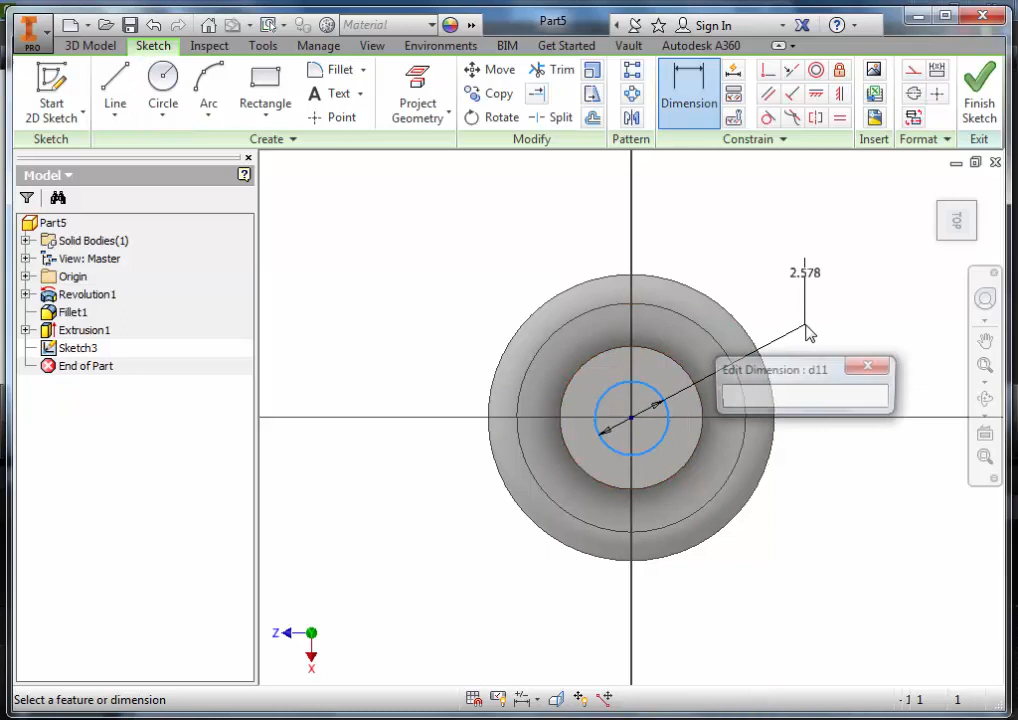 PRO
Material
Part5
Sign In
3D Model
Sketch
Inspect
Tools
Manage
View
Environments
BIM
Get Started
Vault
Autodesk A360
Start
2D Sketch
Line
Circle
Arc
Rectangle
Fillet
Text
Point
Project
Geometry
Move
Copy
Rotate
Trim
Split
Pattern
Dimension
Finish
Sketch
Sketch
Create
Modify
Pattern
Constrain
Insert
Format
Exit
Model
Part5
Solid Bodies(1)
View: Master
Origin
Revolution1
Fillet1
Extrusion1
Sketch3
End of Part
TOP
2.578
Edit Dimension : d11
Z
X
Select a feature or dimension
- 1 1
1